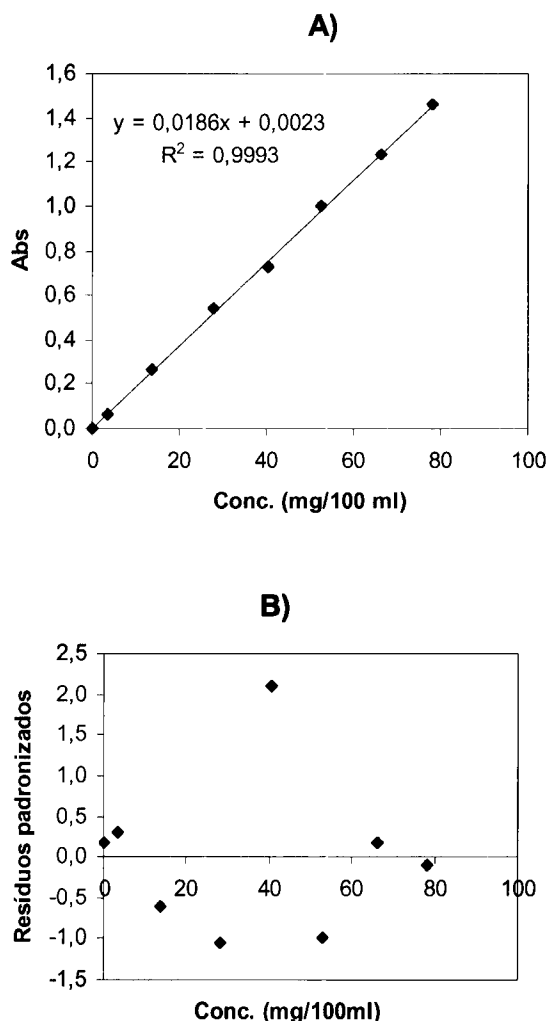 A)
1,6
1,4
1,2
1,0
0,8
0,6
0,4
0,2
0,0
y = 0,0186x + 0,0023
R² = 0,9993
Abs
0 20 40 60 80 100
Conc. (mg/100 ml)
B)
2,5
2,0
1,5
1,0
0,5
0,0
-0,5
-1,0
-1,5
Resíduos padronizados
0 20 40 60 80 100
Conc. (mg/100ml)